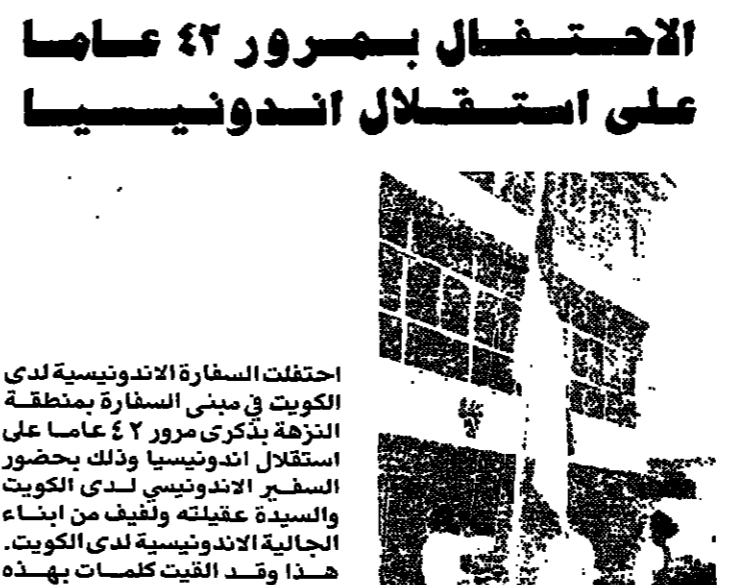 الاحتفال بمرور ٤٢ عاما
على استقلال اندونيسيا
احتفلت السفارة الاندونيسية لدى
الكويت في مبنى السفارة بمنطقة
النزهة بذكرى مرور ٤٢ عاما على
استقلال اندونيسيا وذلك بحضور
السفير الاندونيسي لدى الكويت
والسيدة عقيلته ولفيف من ابناء
الجالية الاندونيسية لدى الكويت.
هذا وقد القيت كلمات بهذه